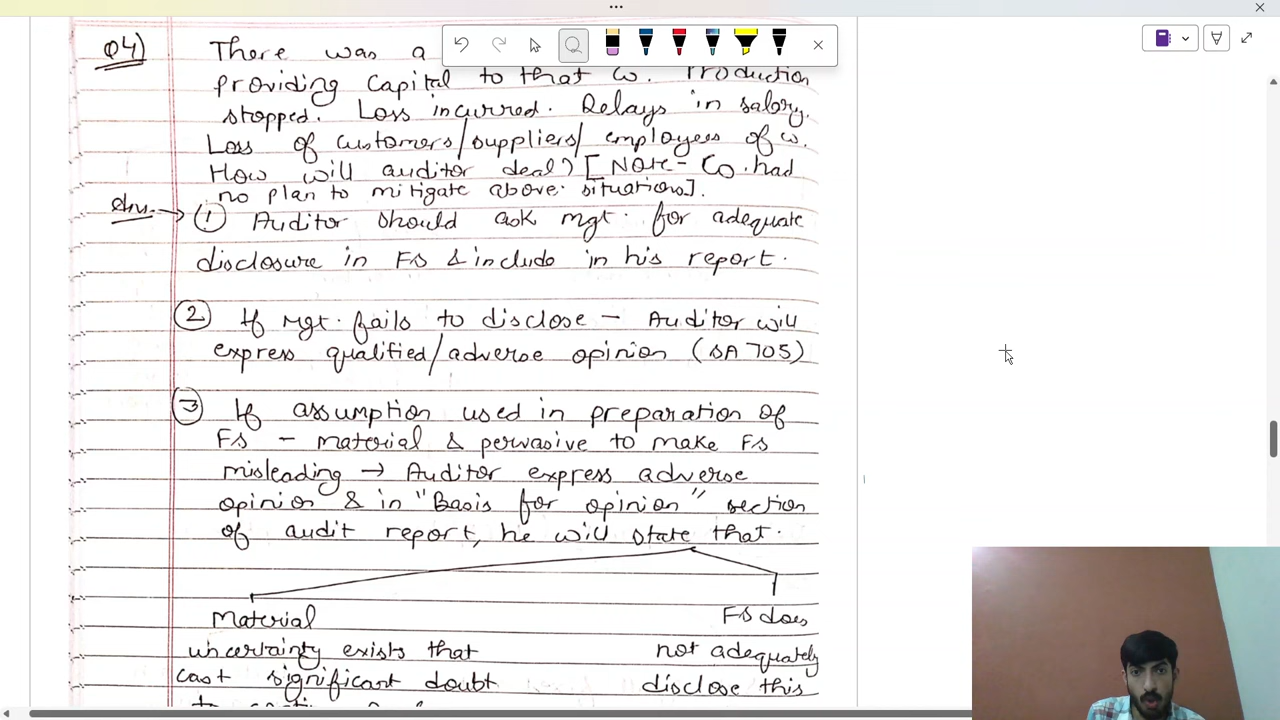 Q4) There was a
providing capital to that co. Production
stopped. Loss incurred. Delays in salary.
Loss of customers/suppliers/employees of co.
How will auditor deal? [Note- Co. had
no plan to mitigate above situations].
Ans. → ① Auditor should ask mgt. for adequate
disclosure in FS & include in his report.
② If mgt. fails to disclose - Auditor will
express qualified/adverse opinion (SA 705)
③ If assumption used in preparation of
FS - material & pervasive to make FS
misleading → Auditor express adverse
opinion & in "Basis for opinion" section
of audit report, he will state that.
Material FS does
uncertainty exists that not adequately
cast significant doubt disclose this